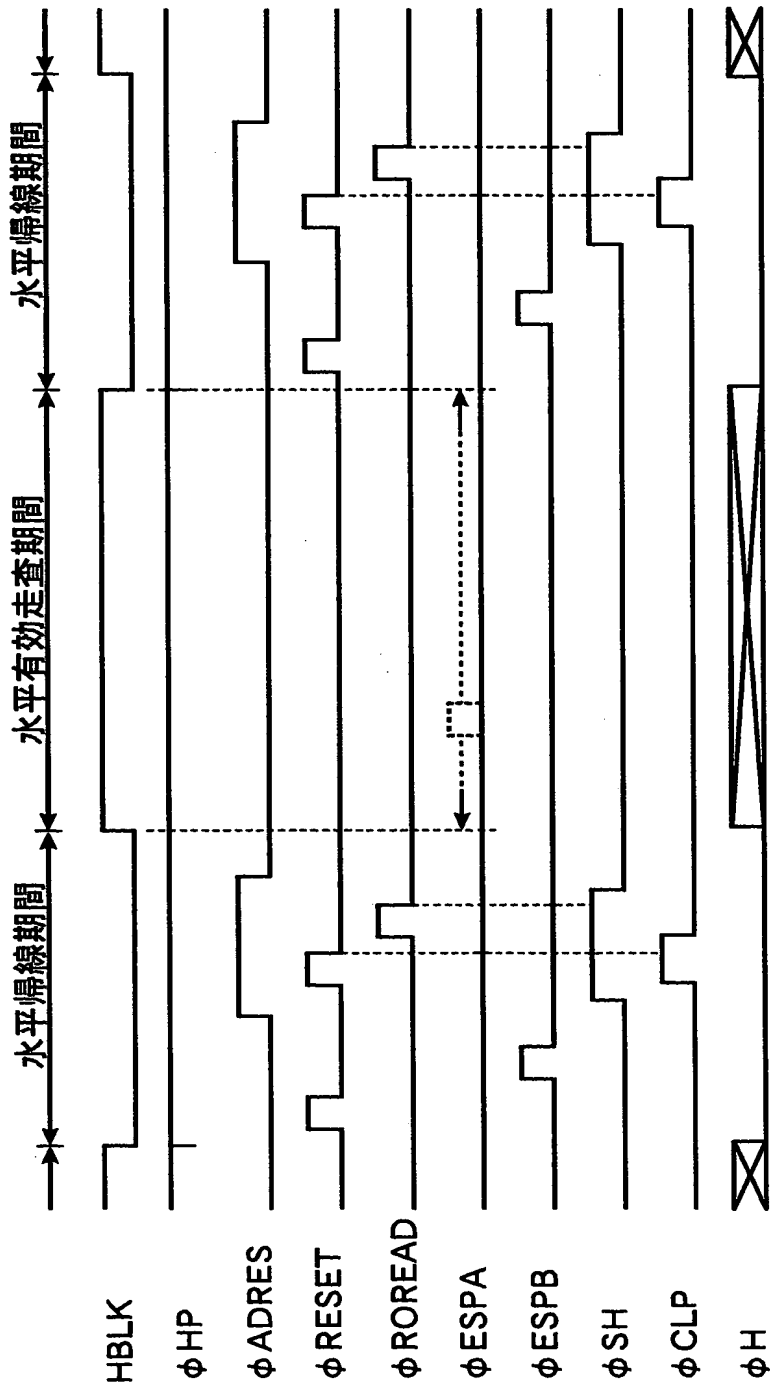 水平帰線期間
水平有効走査期間
水平帰線期間
HBLK
φHP
φADRES
φRESET
φROREAD
φESPA
φESPB
φSH
φCLP
φH